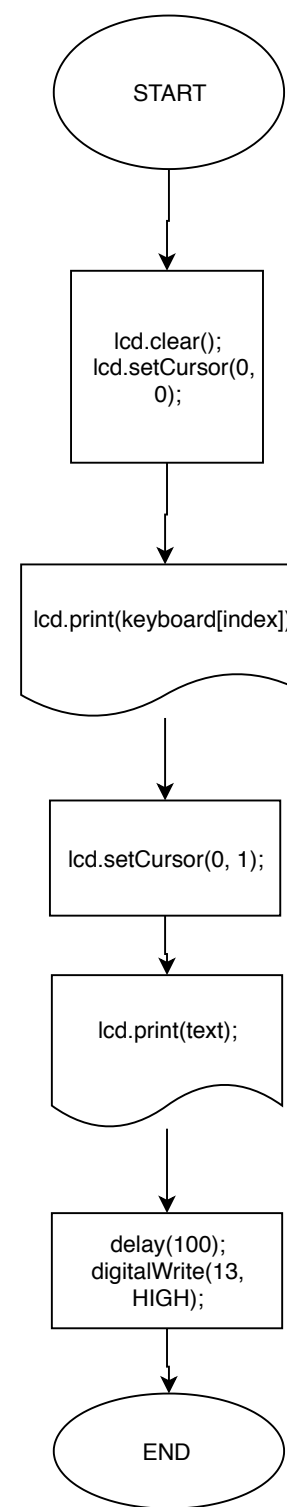 START
lcd.clear();
lcd.setCursor(0,
0);
lcd.print(keyboard[index])
lcd.setCursor(0, 1);
lcd.print(text);
delay(100);
digitalWrite(13,
HIGH);
END